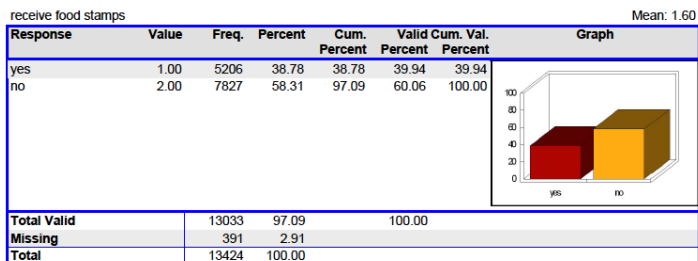 receive food stamps Mean: 1.60
Response Value Freq. Percent Cum. Percent Valid Percent Cum. Val. Percent Graph
yes 1.00 5206 38.78 38.78 39.94 39.94
no 2.00 7827 58.31 97.09 60.06 100.00
100
80
60
40
20
0
yes no
Total Valid 13033 97.09 100.00
Missing 391 2.91
Total 13424 100.00